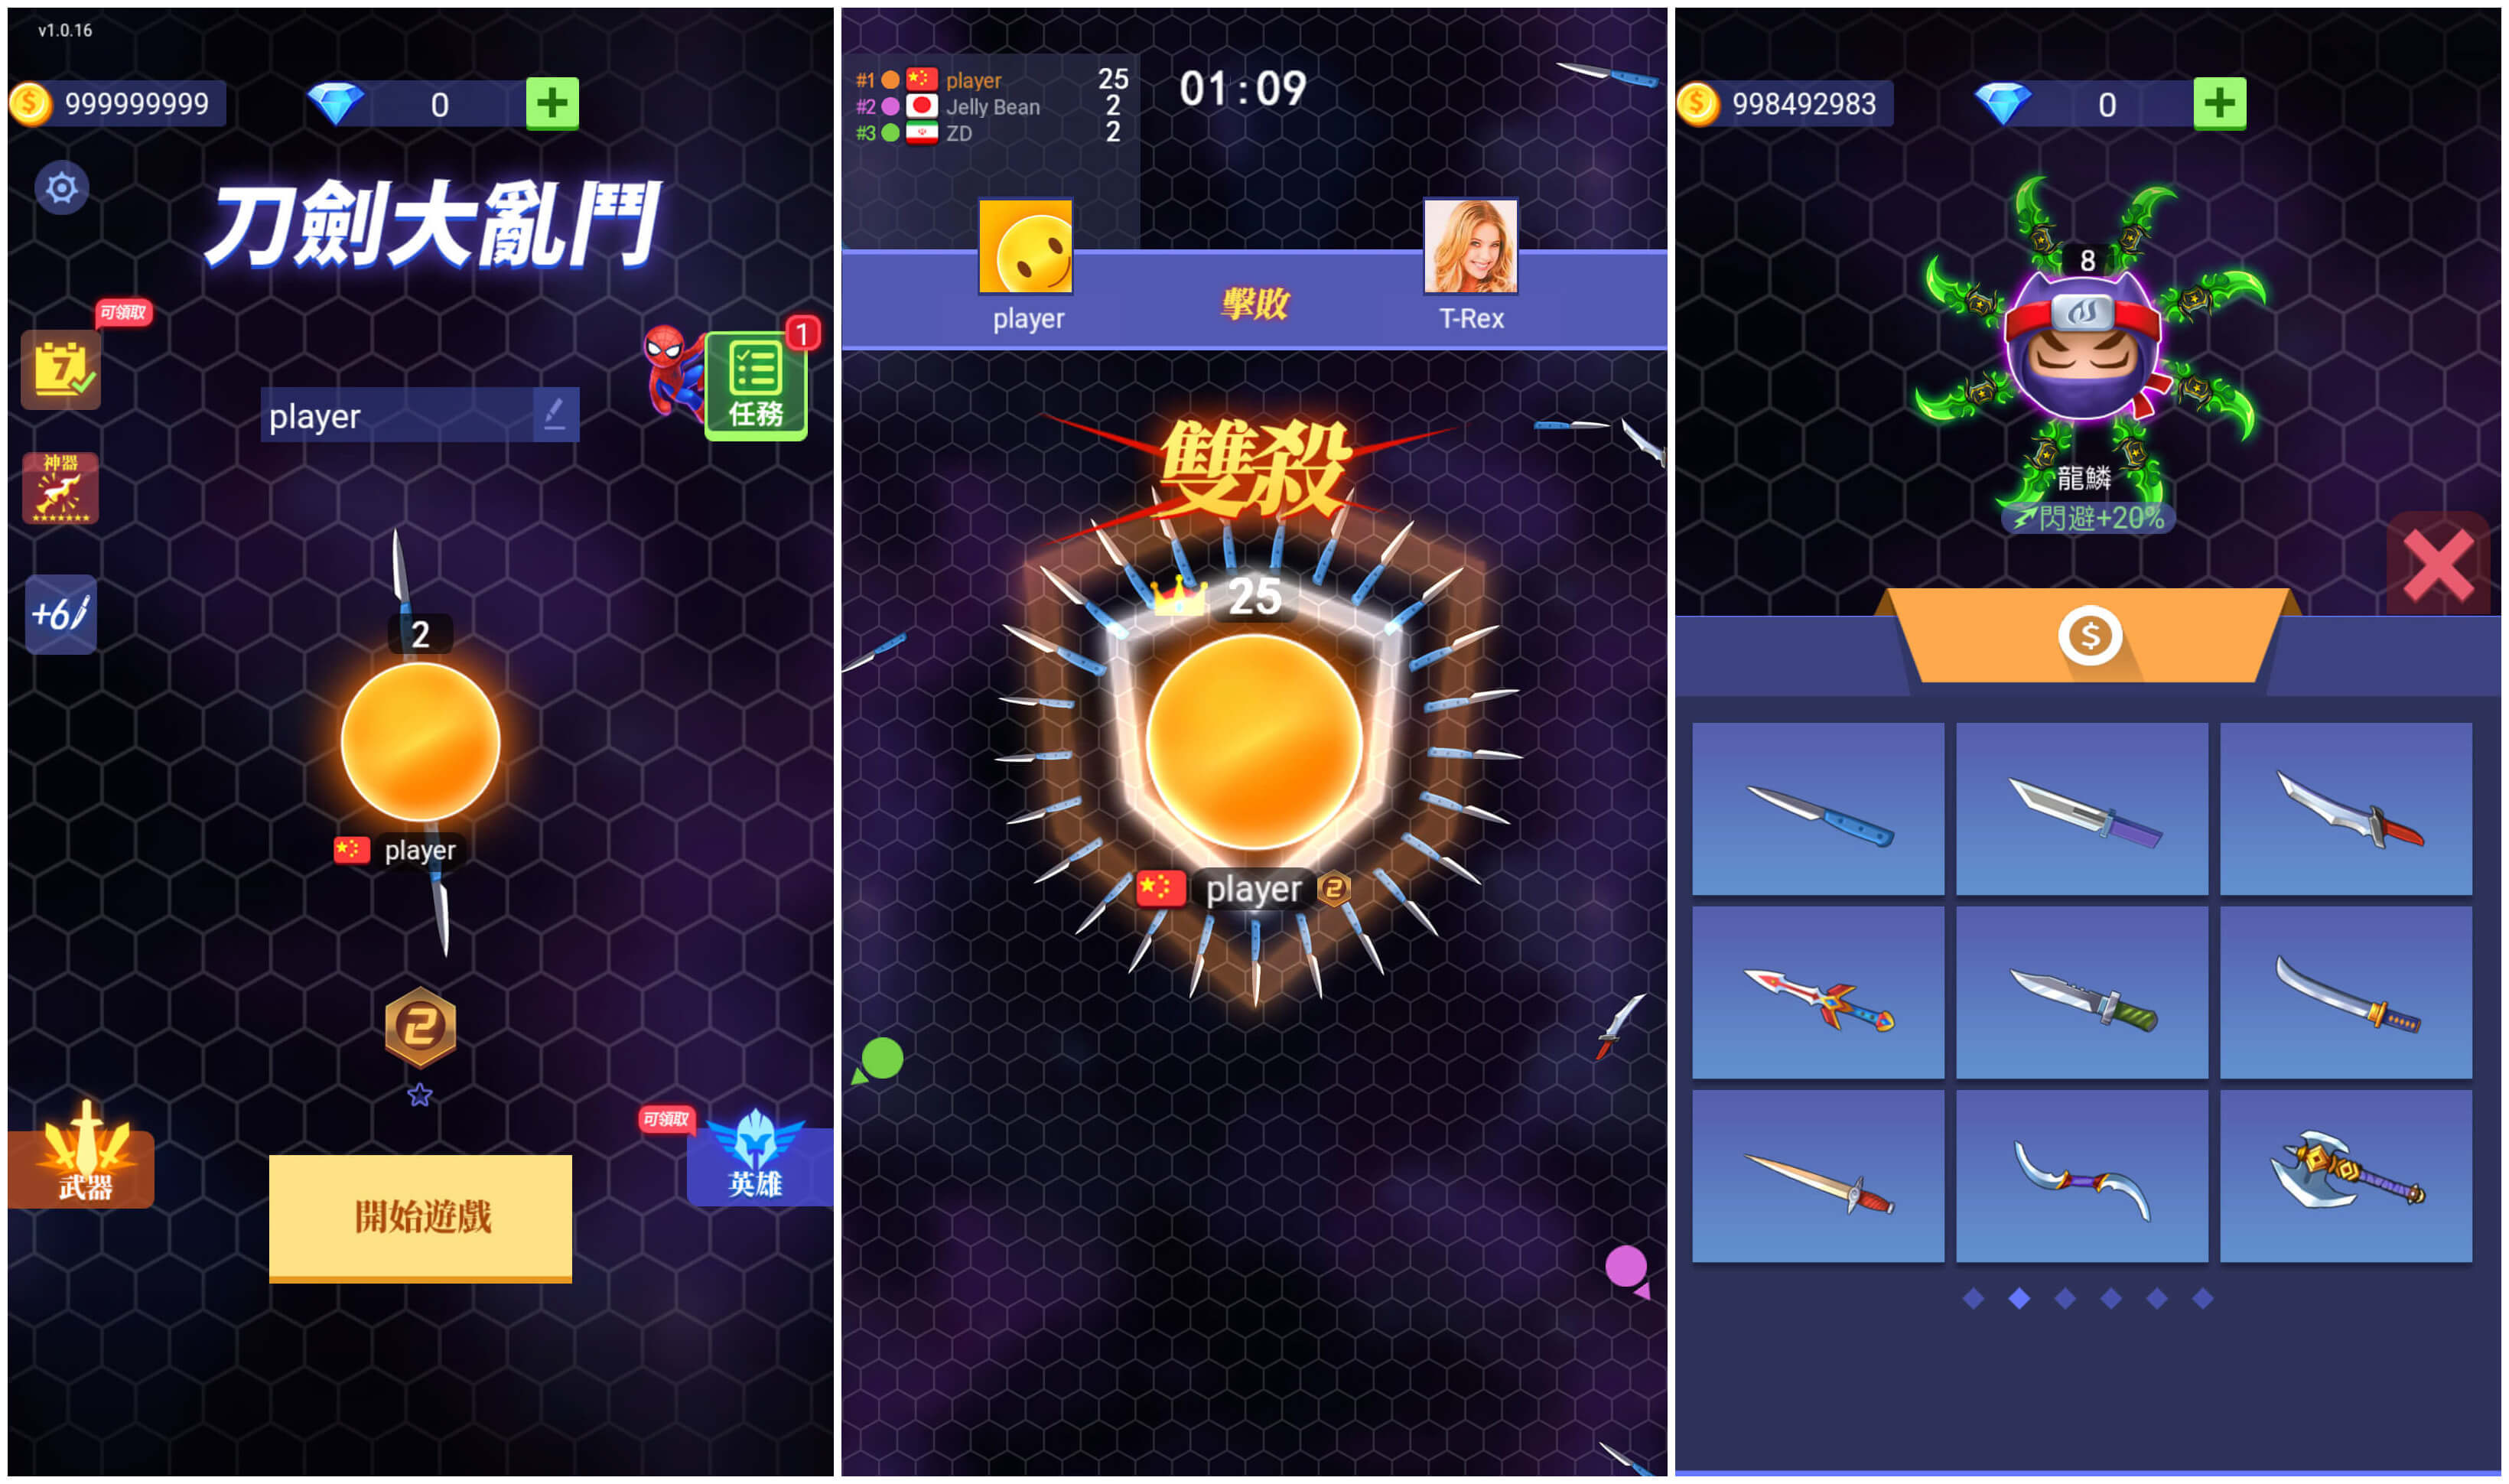 v1.0.16
999999999
0
刀劍大亂鬥
可領取
7
1
任務
player
神器
+6
2
player
2
武器
可領取
英雄
開始遊戲
#1 player 25
#2 Jelly Bean 2
#3 ZD 2
01:09
player
擊敗
T-Rex
雙殺
25
player 2
998492983
0
8
龍鱗
閃避+20%